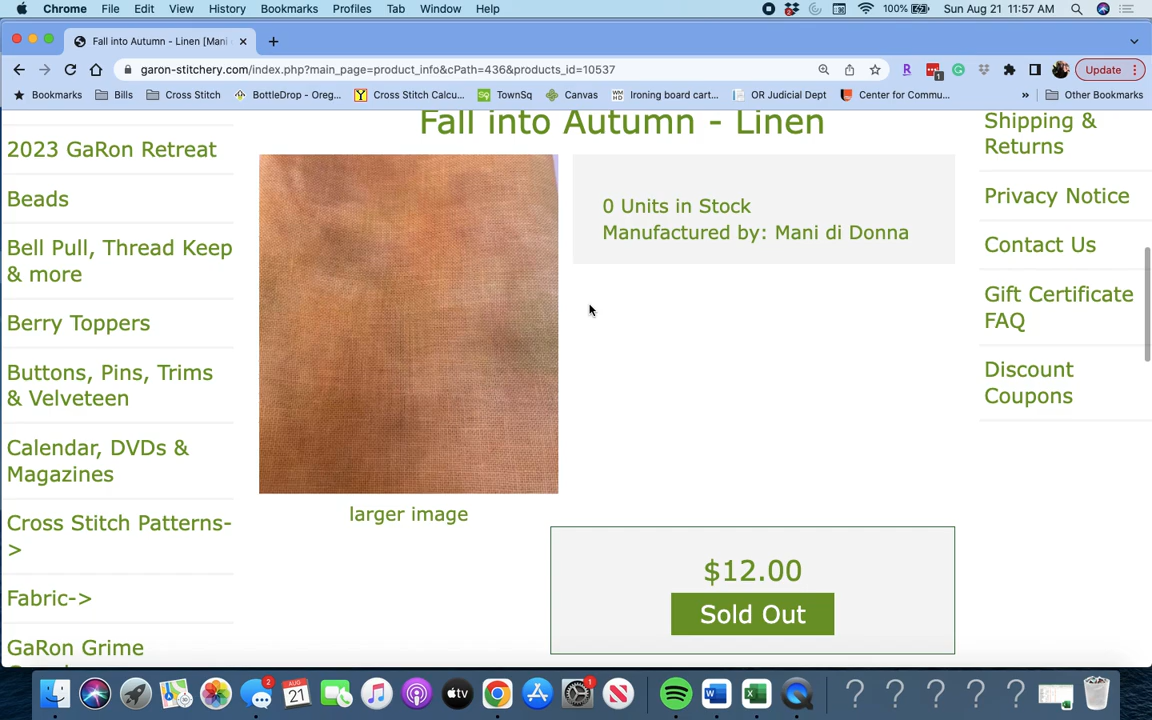 Chrome File Edit View History Bookmarks Profiles Tab Window Help 100% Sun Aug 21 11:57 AM
Fall into Autumn - Linen [Mani
garon-stitchery.com/index.php?main_page=product_info&cPath=436&products_id=10537
Update
Bookmarks Bills Cross Stitch BottleDrop - Oreg... Cross Stitch Calcu... TownSq Canvas Ironing board cart... OR Judicial Dept Center for Commu... » Other Bookmarks
Fall into Autumn - Linen
2023 GaRon Retreat
Beads
Bell Pull, Thread Keep
& more
Berry Toppers
Buttons, Pins, Trims
& Velveteen
Calendar, DVDs &
Magazines
Cross Stitch Patterns-
>
Fabric->
GaRon Grime
0 Units in Stock
Manufactured by: Mani di Donna
larger image
$12.00
Sold Out
Shipping &
Returns
Privacy Notice
Contact Us
Gift Certificate
FAQ
Discount
Coupons
AUG
21
2
1
tv